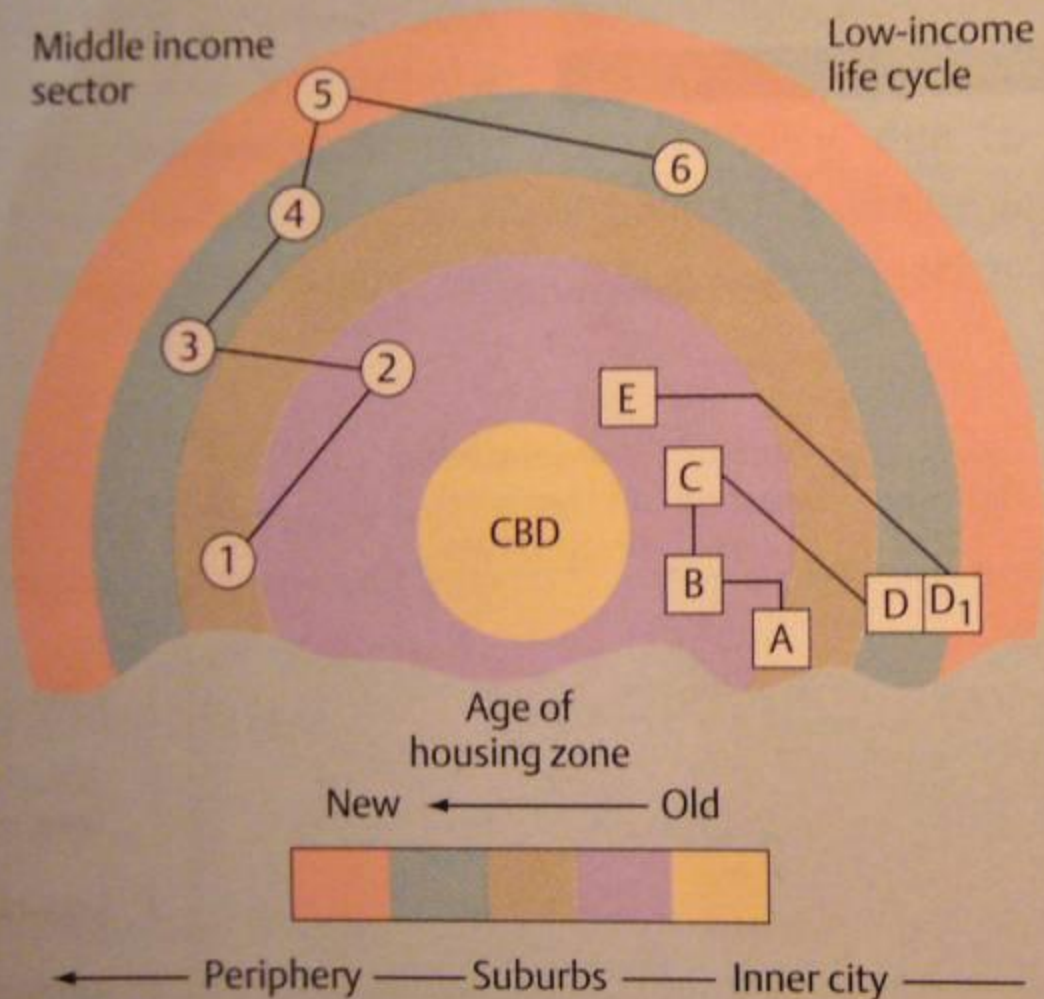 Middle income
sector
Low-income
life cycle
5
6
4
3
2
E
C
CBD
1
B
D D1
A
Age of
housing zone
New Old
Periphery Suburbs Inner city